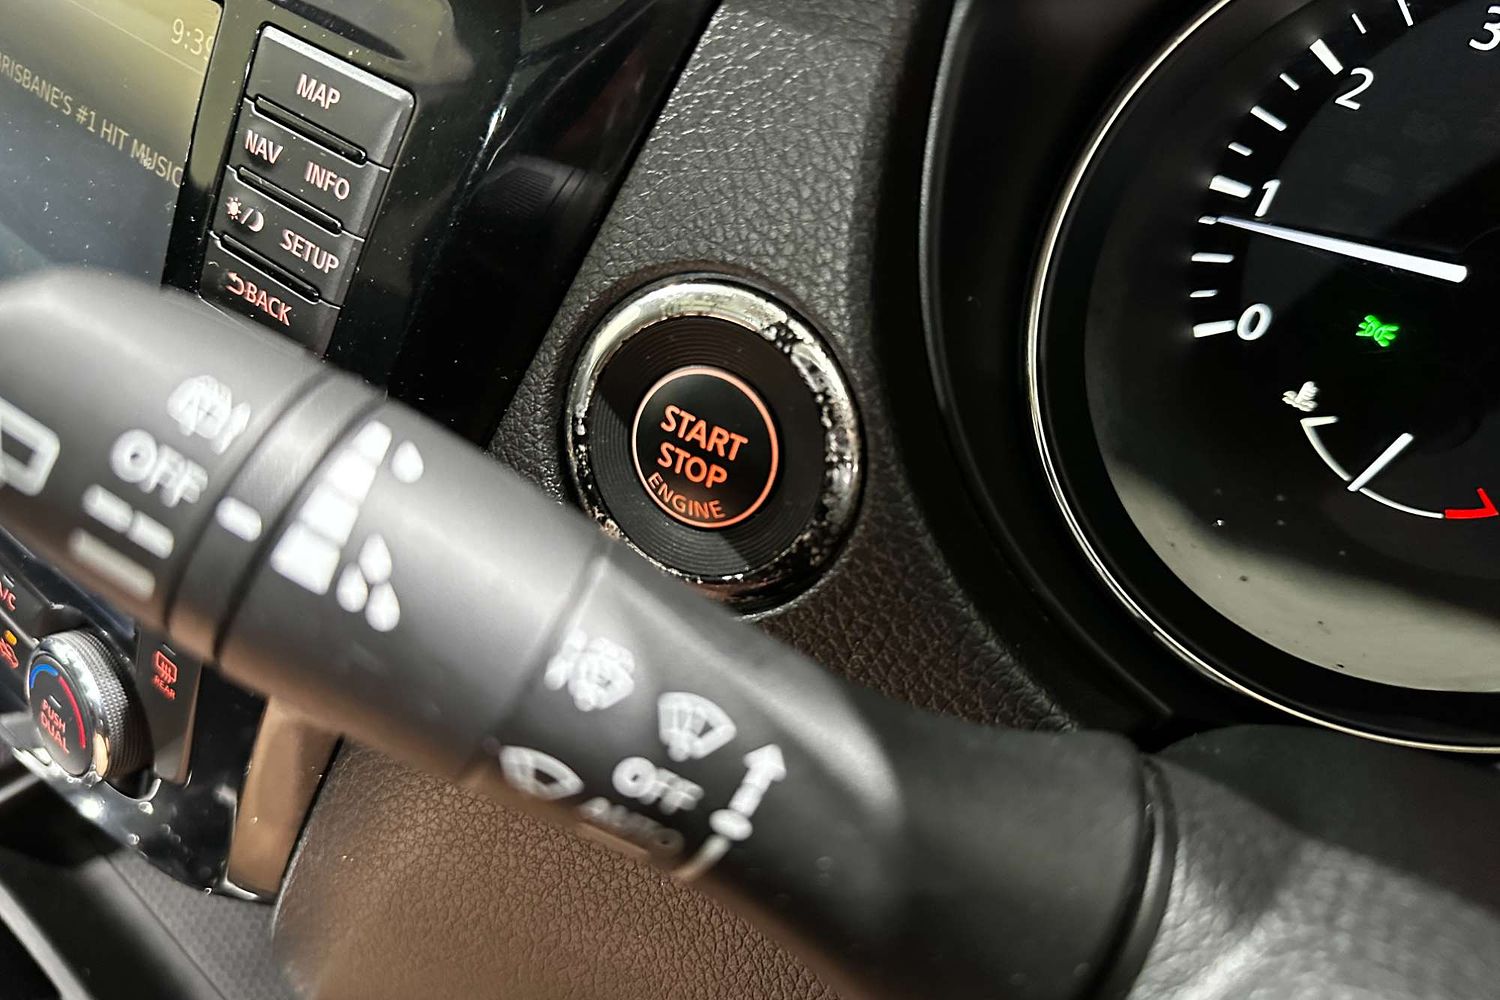 9:39
BRISBANE'S #1 HIT MUSIC
MAP
NAV INFO
SETUP
BACK
START
STOP
ENGINE
3
2
1
0
OFF
OFF
AUTO
A/C
REAR
PUSH
DUAL